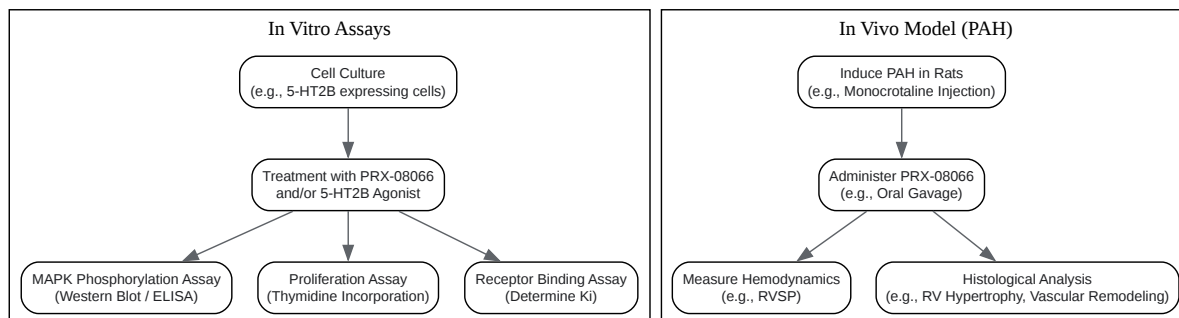 In Vitro Assays
Cell Culture
(e.g., 5-HT2B expressing cells)
Treatment with PRX-08066
and/or 5-HT2B Agonist
MAPK Phosphorylation Assay
(Western Blot / ELISA)
Proliferation Assay
(Thymidine Incorporation)
Receptor Binding Assay
(Determine Ki)
In Vivo Model (PAH)
Induce PAH in Rats
(e.g., Monocrotaline Injection)
Administer PRX-08066
(e.g., Oral Gavage)
Measure Hemodynamics
(e.g., RVSP)
Histological Analysis
(e.g., RV Hypertrophy, Vascular Remodeling)